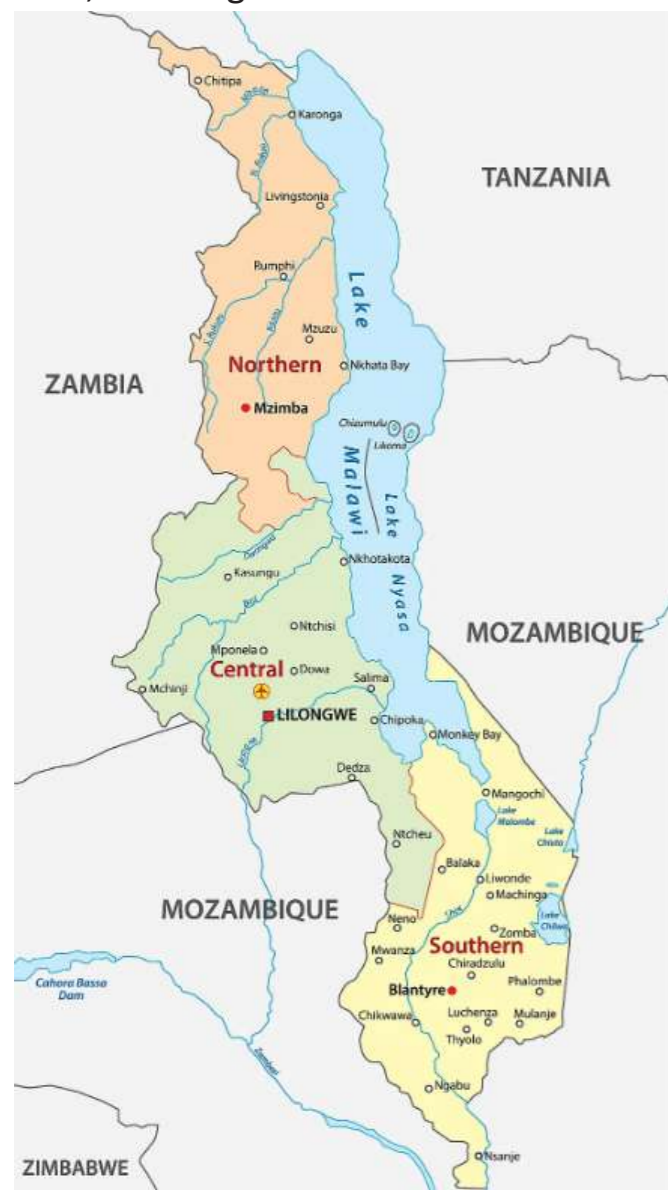 Chitipa
Karonga
TANZANIA
Livingstonia
Rumphi
Lake
Mzuzu
Northern
Nkhata Bay
ZAMBIA
Mzimba
Chizumulu
Likoma
Malawi
Lake
Nyasa
Nkhotakota
Kasungu
Bua
Ntchisi
MOZAMBIQUE
Mponela
Central
Dowa
Salima
Mchinji
LILONGWE
Chipoka
Monkey Bay
Dedza
Mangochi
Lake
Malombe
Lake
Chiuta
Ntcheu
Balaka
Liwonde
Machinga
MOZAMBIQUE
Neno
Shire
Lake
Chilwa
Zomba
Southern
Mwanza
Chiradzulu
Cahora Bassa
Dam
Blantyre
Phalombe
Chikwawa
Luchenza
Mulanje
Thyolo
Zambezi
Ngabu
ZIMBABWE
Nsanje